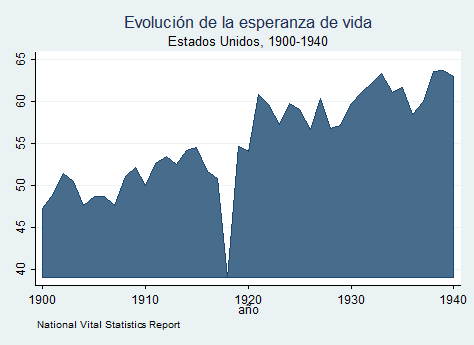 Evolución de la esperanza de vida
Estados Unidos, 1900-1940
65
60
55
50
45
40
1900 1910 1920 1930 1940
año
National Vital Statistics Report